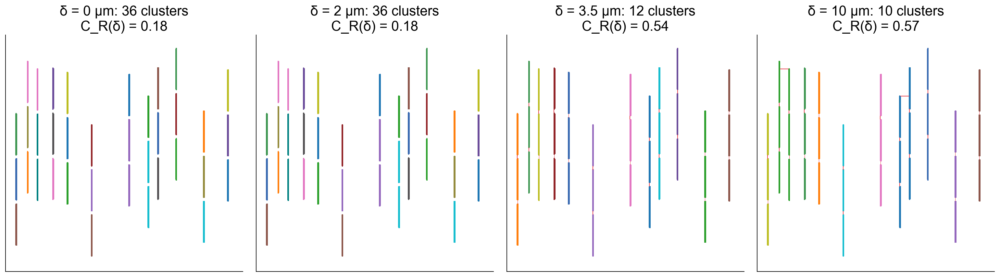 δ = 0 µm: 36 clusters
C_R(δ) = 0.18
δ = 2 µm: 36 clusters
C_R(δ) = 0.18
δ = 3.5 µm: 12 clusters
C_R(δ) = 0.54
δ = 10 µm: 10 clusters
C_R(δ) = 0.57